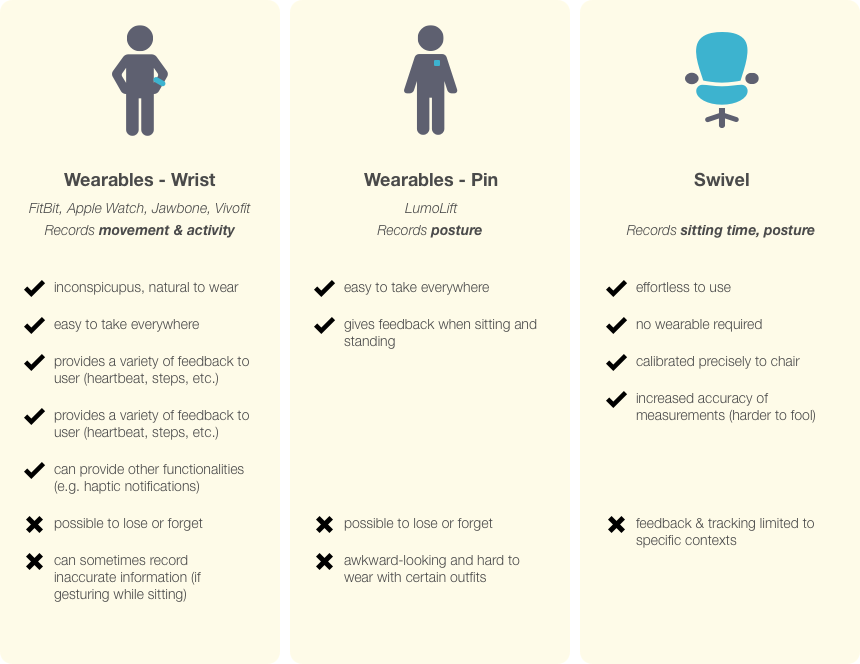 Wearables - Wrist
FitBit, Apple Watch, Jawbone, Vivofit
Records movement & activity
inconspicupus, natural to wear
easy to take everywhere
provides a variety of feedback to
user (heartbeat, steps, etc.)
provides a variety of feedback to
user (heartbeat, steps, etc.)
can provide other functionalities
(e.g. haptic notifications)
possible to lose or forget
can sometimes record
inaccurate information (if
gesturing while sitting)
Wearables - Pin
LumoLift
Records posture
easy to take everywhere
gives feedback when sitting and
standing
possible to lose or forget
awkward-looking and hard to
wear with certain outfits
Swivel
Records sitting time, posture
effortless to use
no wearable required
calibrated precisely to chair
increased accuracy of
measurements (harder to fool)
feedback & tracking limited to
specific contexts